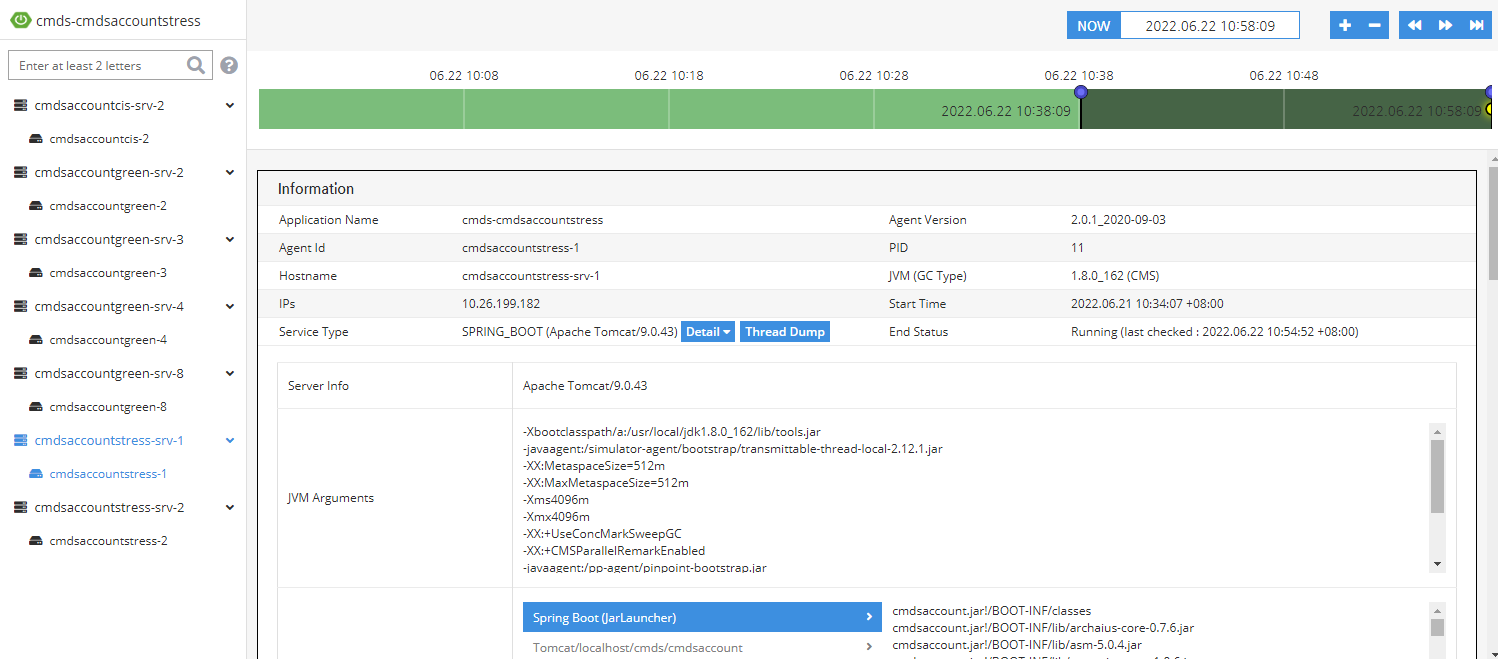 cmds-cmdsaccountstress
Enter at least 2 letters
cmdsaccountcis-srv-2
cmdsaccountcis-2
cmdsaccountgreen-srv-2
cmdsaccountgreen-2
cmdsaccountgreen-srv-3
cmdsaccountgreen-3
cmdsaccountgreen-srv-4
cmdsaccountgreen-4
cmdsaccountgreen-srv-8
cmdsaccountgreen-8
cmdsaccountstress-srv-1
cmdsaccountstress-1
cmdsaccountstress-srv-2
cmdsaccountstress-2
NOW 2022.06.22 10:58:09
06.22 10:08 06.22 10:18 06.22 10:28 06.22 10:38 06.22 10:48
2022.06.22 10:38:09 2022.06.22 10:58:09
Information
Application Name cmds-cmdsaccountstress Agent Version 2.0.1_2020-09-03
Agent Id cmdsaccountstress-1 PID 11
Hostname cmdsaccountstress-srv-1 JVM (GC Type) 1.8.0_162 (CMS)
IPs 10.26.199.182 Start Time 2022.06.21 10:34:07 +08:00
Service Type SPRING_BOOT (Apache Tomcat/9.0.43) Detail Thread Dump End Status Running (last checked : 2022.06.22 10:54:52 +08:00)
Server Info Apache Tomcat/9.0.43
JVM Arguments
-Xbootclasspath/a:/usr/local/jdk1.8.0_162/lib/tools.jar
-javaagent:/simulator-agent/bootstrap/transmittable-thread-local-2.12.1.jar
-XX:MetaspaceSize=512m
-XX:MaxMetaspaceSize=512m
-Xms4096m
-Xmx4096m
-XX:+UseConcMarkSweepGC
-XX:+CMSParallelRemarkEnabled
-javaagent:/pp-agent/pinpoint-bootstrap.jar
Spring Boot (JarLauncher)
Tomcat/localhost/cmds/cmdsaccount
cmdsaccount.jar!/BOOT-INF/classes
cmdsaccount.jar!/BOOT-INF/lib/archaius-core-0.7.6.jar
cmdsaccount.jar!/BOOT-INF/lib/asm-5.0.4.jar